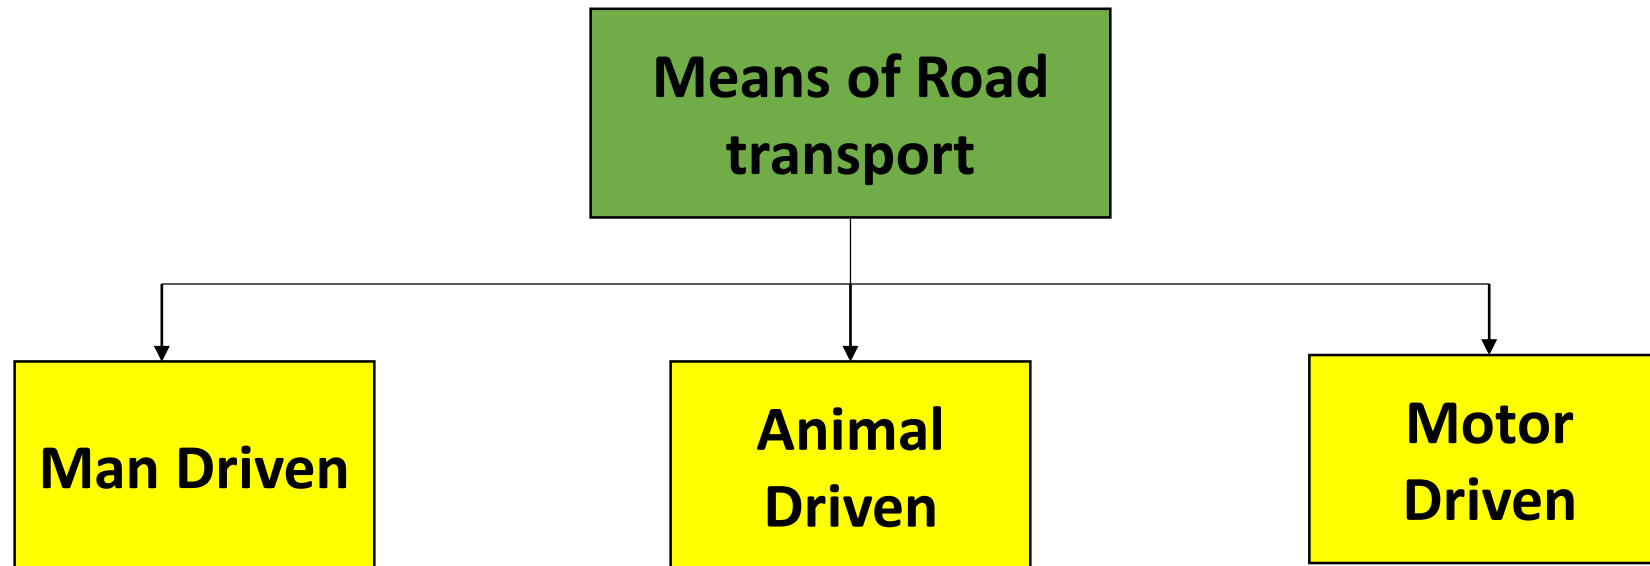 Means of Road
transport
Man Driven
Animal
Driven
Motor
Driven